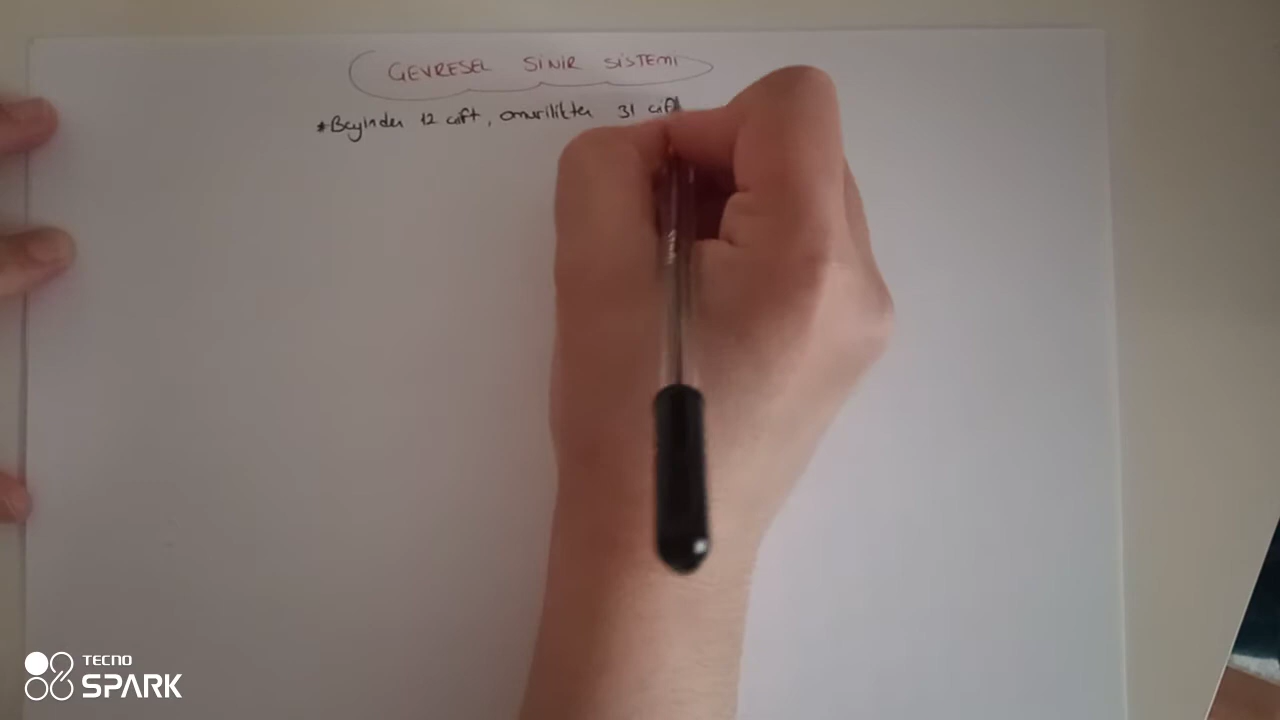 ÇEVRESEL SİNİR SİSTEMİ
*Beyinden 12 çift, omurilikten 31 çift
TECNO
SPARK